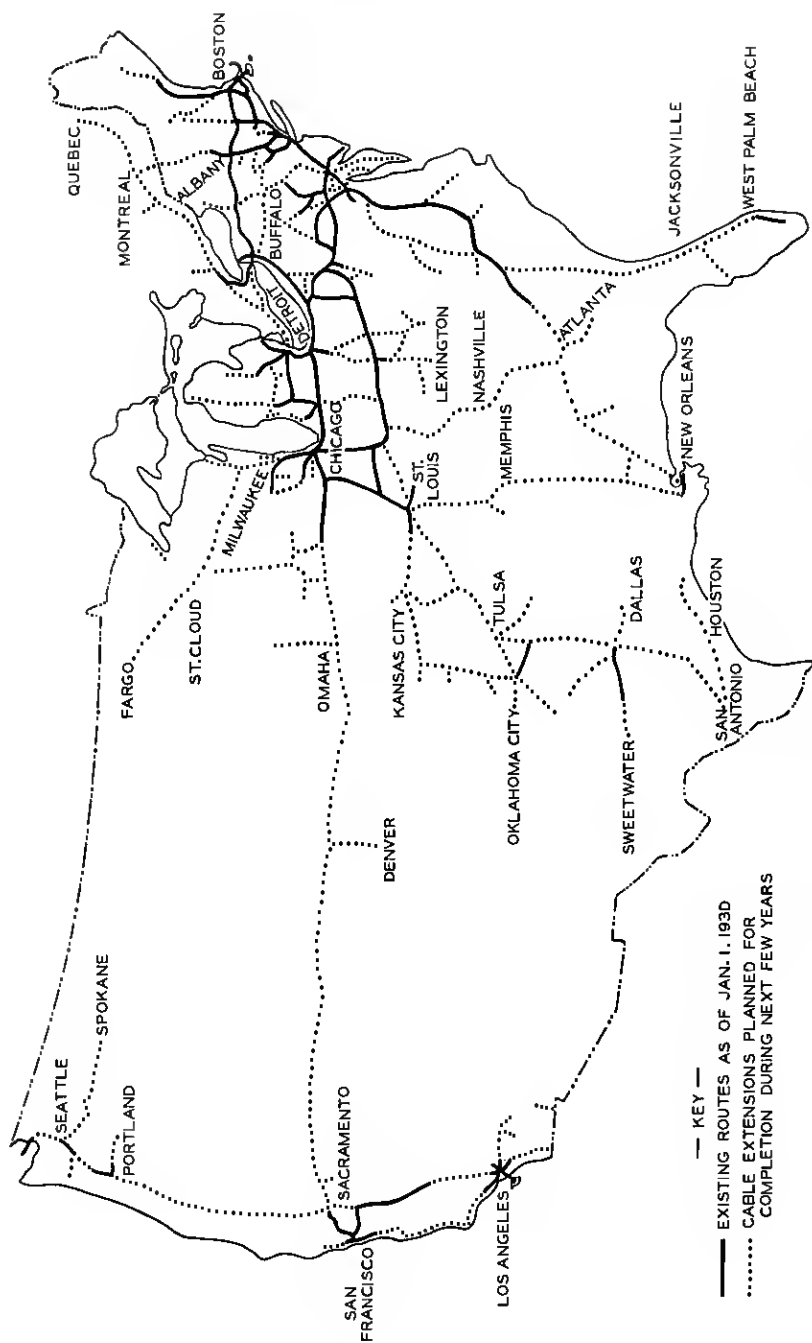 QUEBEC
MONTREAL
ALBANY
BOSTON
BUFFALO
DETROIT
MILWAUKEE
CHICAGO
FARGO
ST.CLOUD
SEATTLE
SPOKANE
PORTLAND
OMAHA
DENVER
SACRAMENTO
SAN
FRANCISCO
KANSAS CITY
ST.
LOUIS
LEXINGTON
NASHVILLE
LOS ANGELES
OKLAHOMA CITY
TULSA
MEMPHIS
ATLANTA
SWEETWATER
DALLAS
SAN
ANTONIO
HOUSTON
NEW ORLEANS
JACKSONVILLE
WEST PALM BEACH
— KEY —
EXISTING ROUTES AS OF JAN. 1. 1930
CABLE EXTENSIONS PLANNED FOR
COMPLETION DURING NEXT FEW YEARS